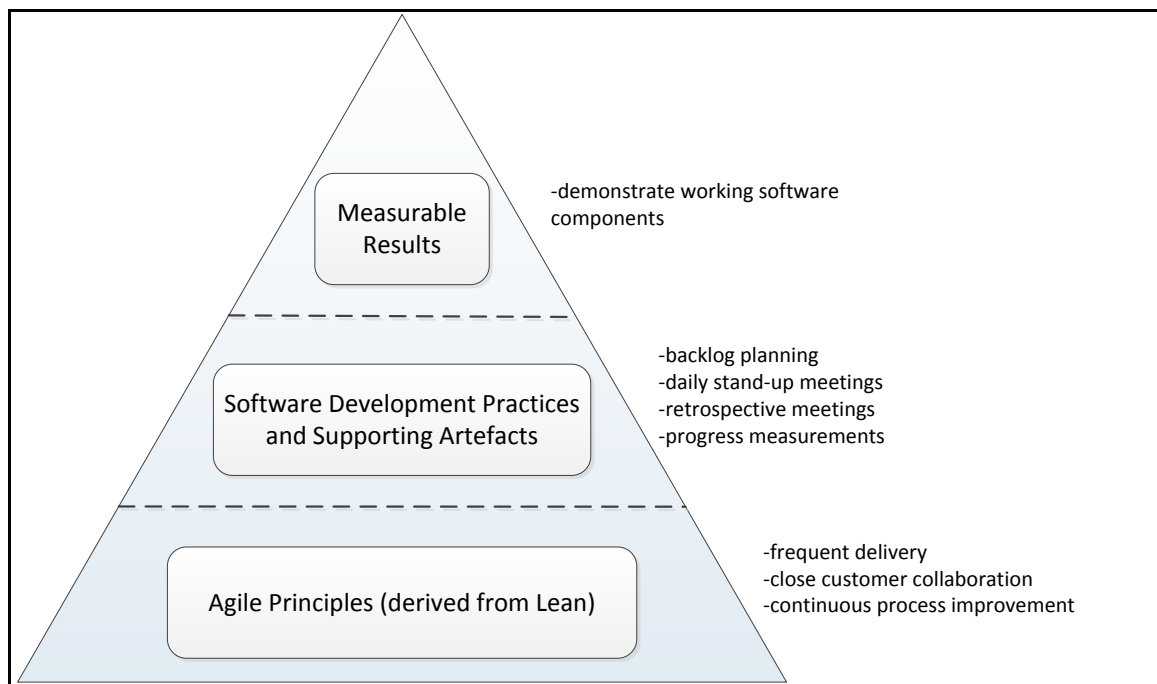 Measurable
Results
-demonstrate working software
components
Software Development Practices
and Supporting Artefacts
-backlog planning
-daily stand-up meetings
-retrospective meetings
-progress measurements
Agile Principles (derived from Lean)
-frequent delivery
-close customer collaboration
-continuous process improvement